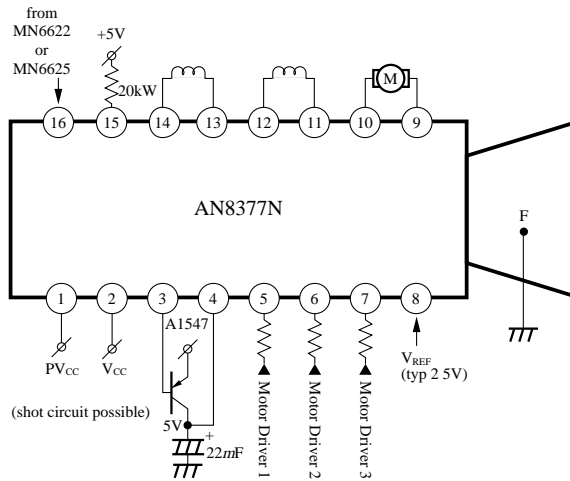 from
MN6622
or
MN6625
+5V
20kW
M
16
15
14
13
12
11
10
9
AN8377N
F
1
2
3
4
5
6
7
8
A1547
PVCC
VCC
VREF
(typ 2 5V)
(shot circuit possible)
5V
+
22mF
Motor Driver 1
Motor Driver 2
Motor Driver 3